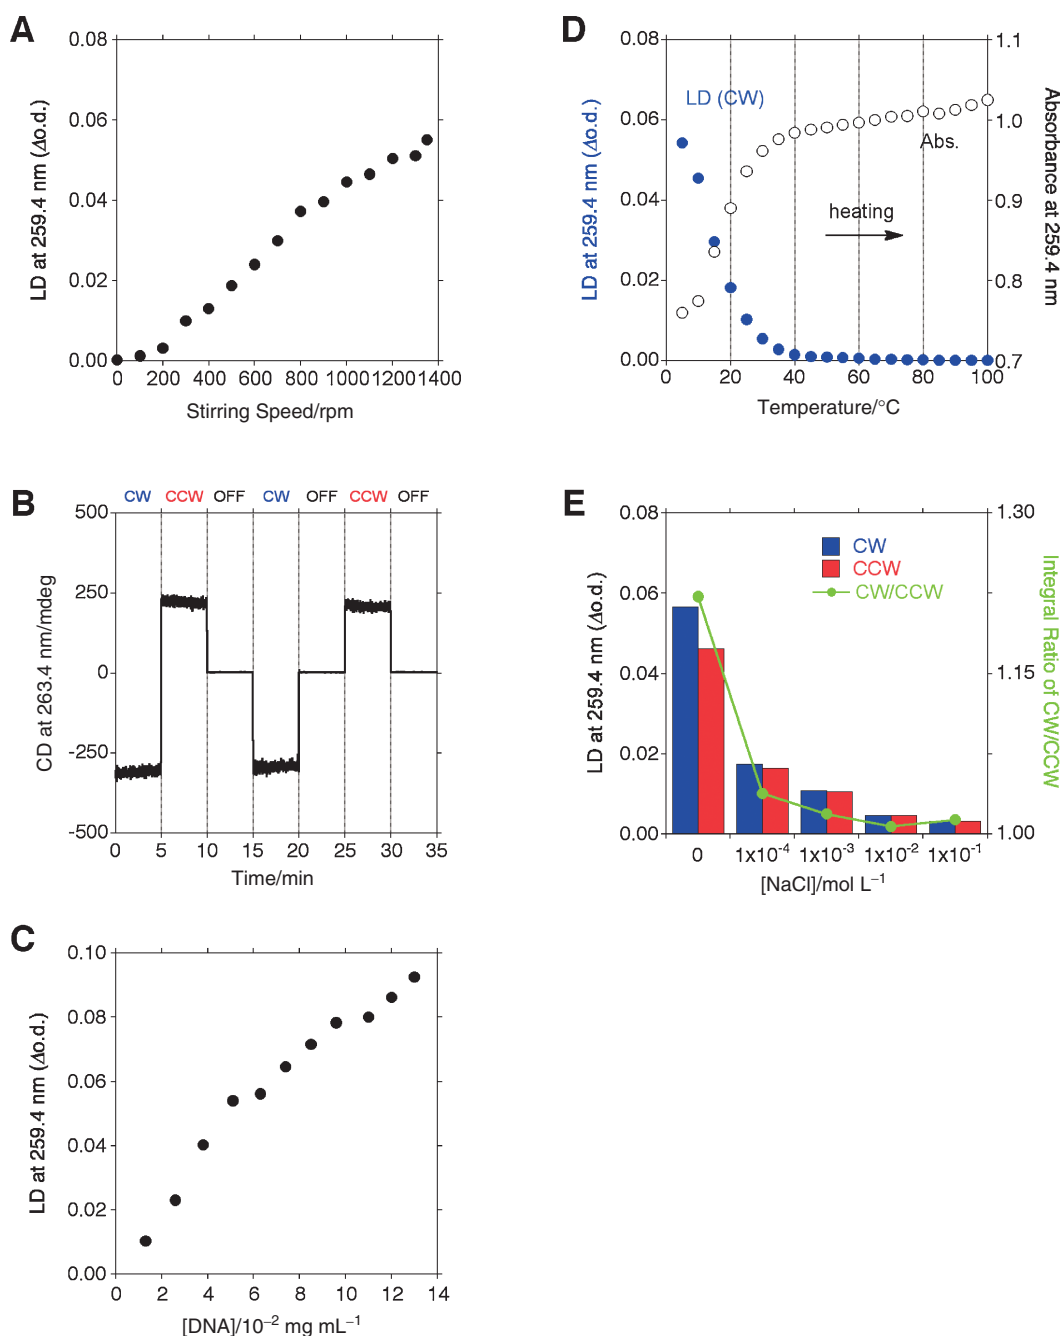 A
0.08
0.06
0.04
0.02
0.00
LD at 259.4 nm (Δo.d.)
0 200 400 600 800 1000 1200 1400
Stirring Speed/rpm
B
CW CCW OFF CW OFF CCW OFF
500
250
0
-250
-500
CD at 263.4 nm/mdeg
0 5 10 15 20 25 30 35
Time/min
C
0.10
0.08
0.06
0.04
0.02
0.00
LD at 259.4 nm (Δo.d.)
0 2 4 6 8 10 12 14
[DNA]/10⁻² mg mL⁻¹
D
0.08
0.06
0.04
0.02
0.00
LD at 259.4 nm (Δo.d.)
LD (CW)
Abs.
heating
1.1
1.0
0.9
0.8
0.7
Absorbance at 259.4 nm
0 20 40 60 80 100
Temperature/°C
E
0.08
0.06
0.04
0.02
0.00
LD at 259.4 nm (Δo.d.)
CW
CCW
CW/CCW
1.30
1.15
1.00
Integral Ratio of CW/CCW
0 1x10⁻⁴ 1x10⁻³ 1x10⁻² 1x10⁻¹
[NaCl]/mol L⁻¹